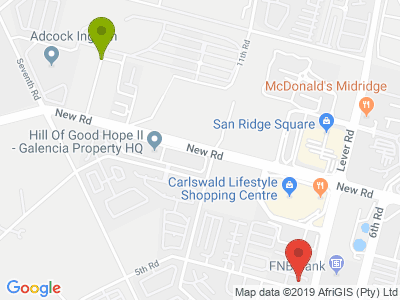 Adcock Ingram
Seventh Rd
11th Rd
McDonald's Midridge
New Rd
San Ridge Square
Hill Of Good Hope II
- Galencia Property HQ
New Rd
Lever Rd
Carlswald Lifestyle
Shopping Centre
New Rd
6th Rd
5th Rd
FNB Bank
Google
Map data ©2019 AfriGIS (Pty) Ltd